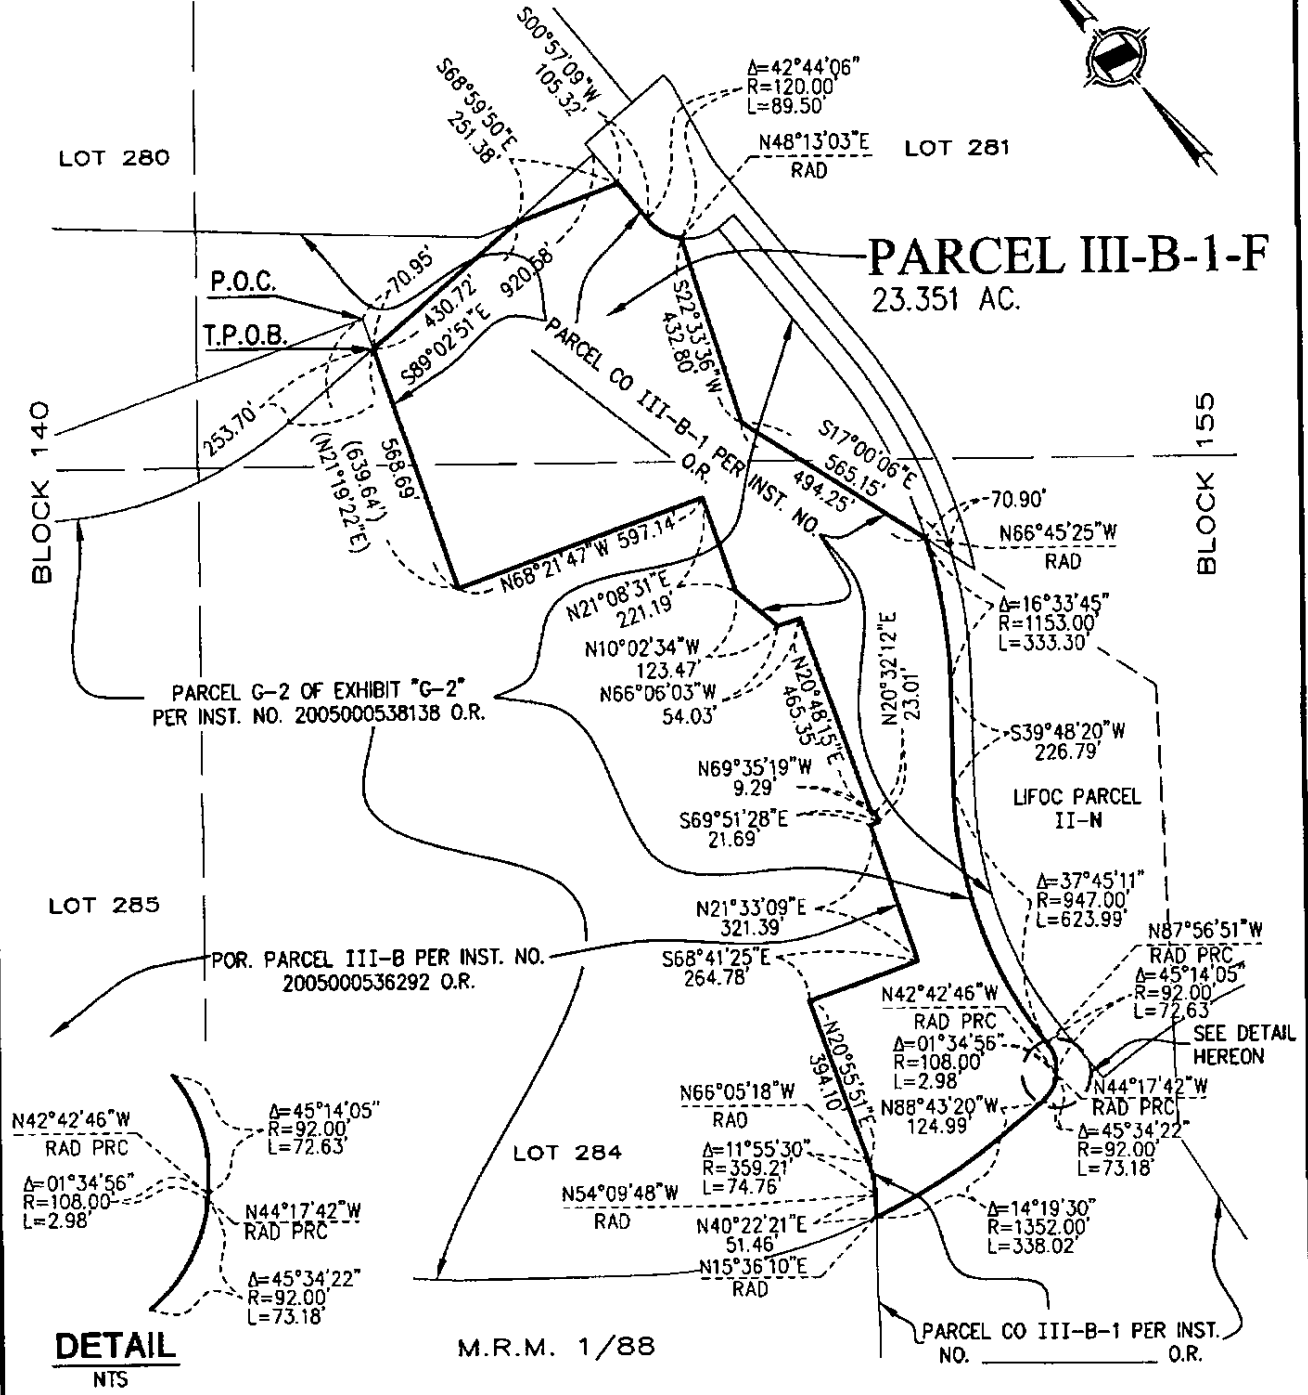 S00°57'09"W
105.32'
S68°59'50"E
251.38'
Δ=42°44'06"
R=120.00'
L=89.50'
N48°13'03"E
RAD
LOT 280
LOT 281
PARCEL III-B-1-F
23.351 AC.
P.O.C.
T.P.O.B.
70.95'
430.72'
920.58'
S89°02'51"E
PARCEL CO III-B-1 PER INST. NO.
O.R.
S22°33'36"W
432.80'
BLOCK 140
BLOCK 155
253.70'
568.69'
(639.64')
(N21°19'22"E)
S17°00'06"E
565.15'
494.25'
70.90'
N66°45'25"W
RAD
N68°21'47"W 597.14'
N21°08'31"E
221.19'
N10°02'34"W
123.47'
N66°06'03"W
54.03'
Δ=16°33'45"
R=1153.00'
L=333.30'
N20°32'12"E
23.01'
N20°48'15"E
465.35'
PARCEL G-2 OF EXHIBIT "G-2"
PER INST. NO. 2005000538138 O.R.
S39°48'20"W
226.79'
N69°35'19"W
9.29'
S69°51'28"E
21.69'
LIFOC PARCEL
II-N
LOT 285
Δ=37°45'11"
R=947.00'
L=623.99'
N21°33'09"E
321.39'
N87°56'51"W
RAD PRC
POR. PARCEL III-B PER INST. NO.
2005000536292 O.R.
S68°41'25"E
264.78'
Δ=45°14'05"
R=92.00'
L=72.63'
N42°42'46"W
RAD PRC
SEE DETAIL
HEREON
Δ=01°34'56"
R=108.00'
L=2.98'
N20°55'51"E
394.10'
N44°17'42"W
RAD PRC
N66°05'18"W
RAD
N88°43'20"W
124.99'
Δ=45°34'22"
R=92.00'
L=73.18'
LOT 284
Δ=11°55'30"
R=359.21'
L=74.76'
N54°09'48"W
RAD
N40°22'21"E
51.46'
Δ=14°19'30"
R=1352.00'
L=338.02'
N15°36'10"E
RAD
N42°42'46"W
RAD PRC
Δ=45°14'05"
R=92.00'
L=72.63'
Δ=01°34'56"
R=108.00'
L=2.98'
N44°17'42"W
RAD PRC
Δ=45°34'22"
R=92.00'
L=73.18'
DETAIL
NTS
M.R.M. 1/88
PARCEL CO III-B-1 PER INST.
NO. ____________ O.R.